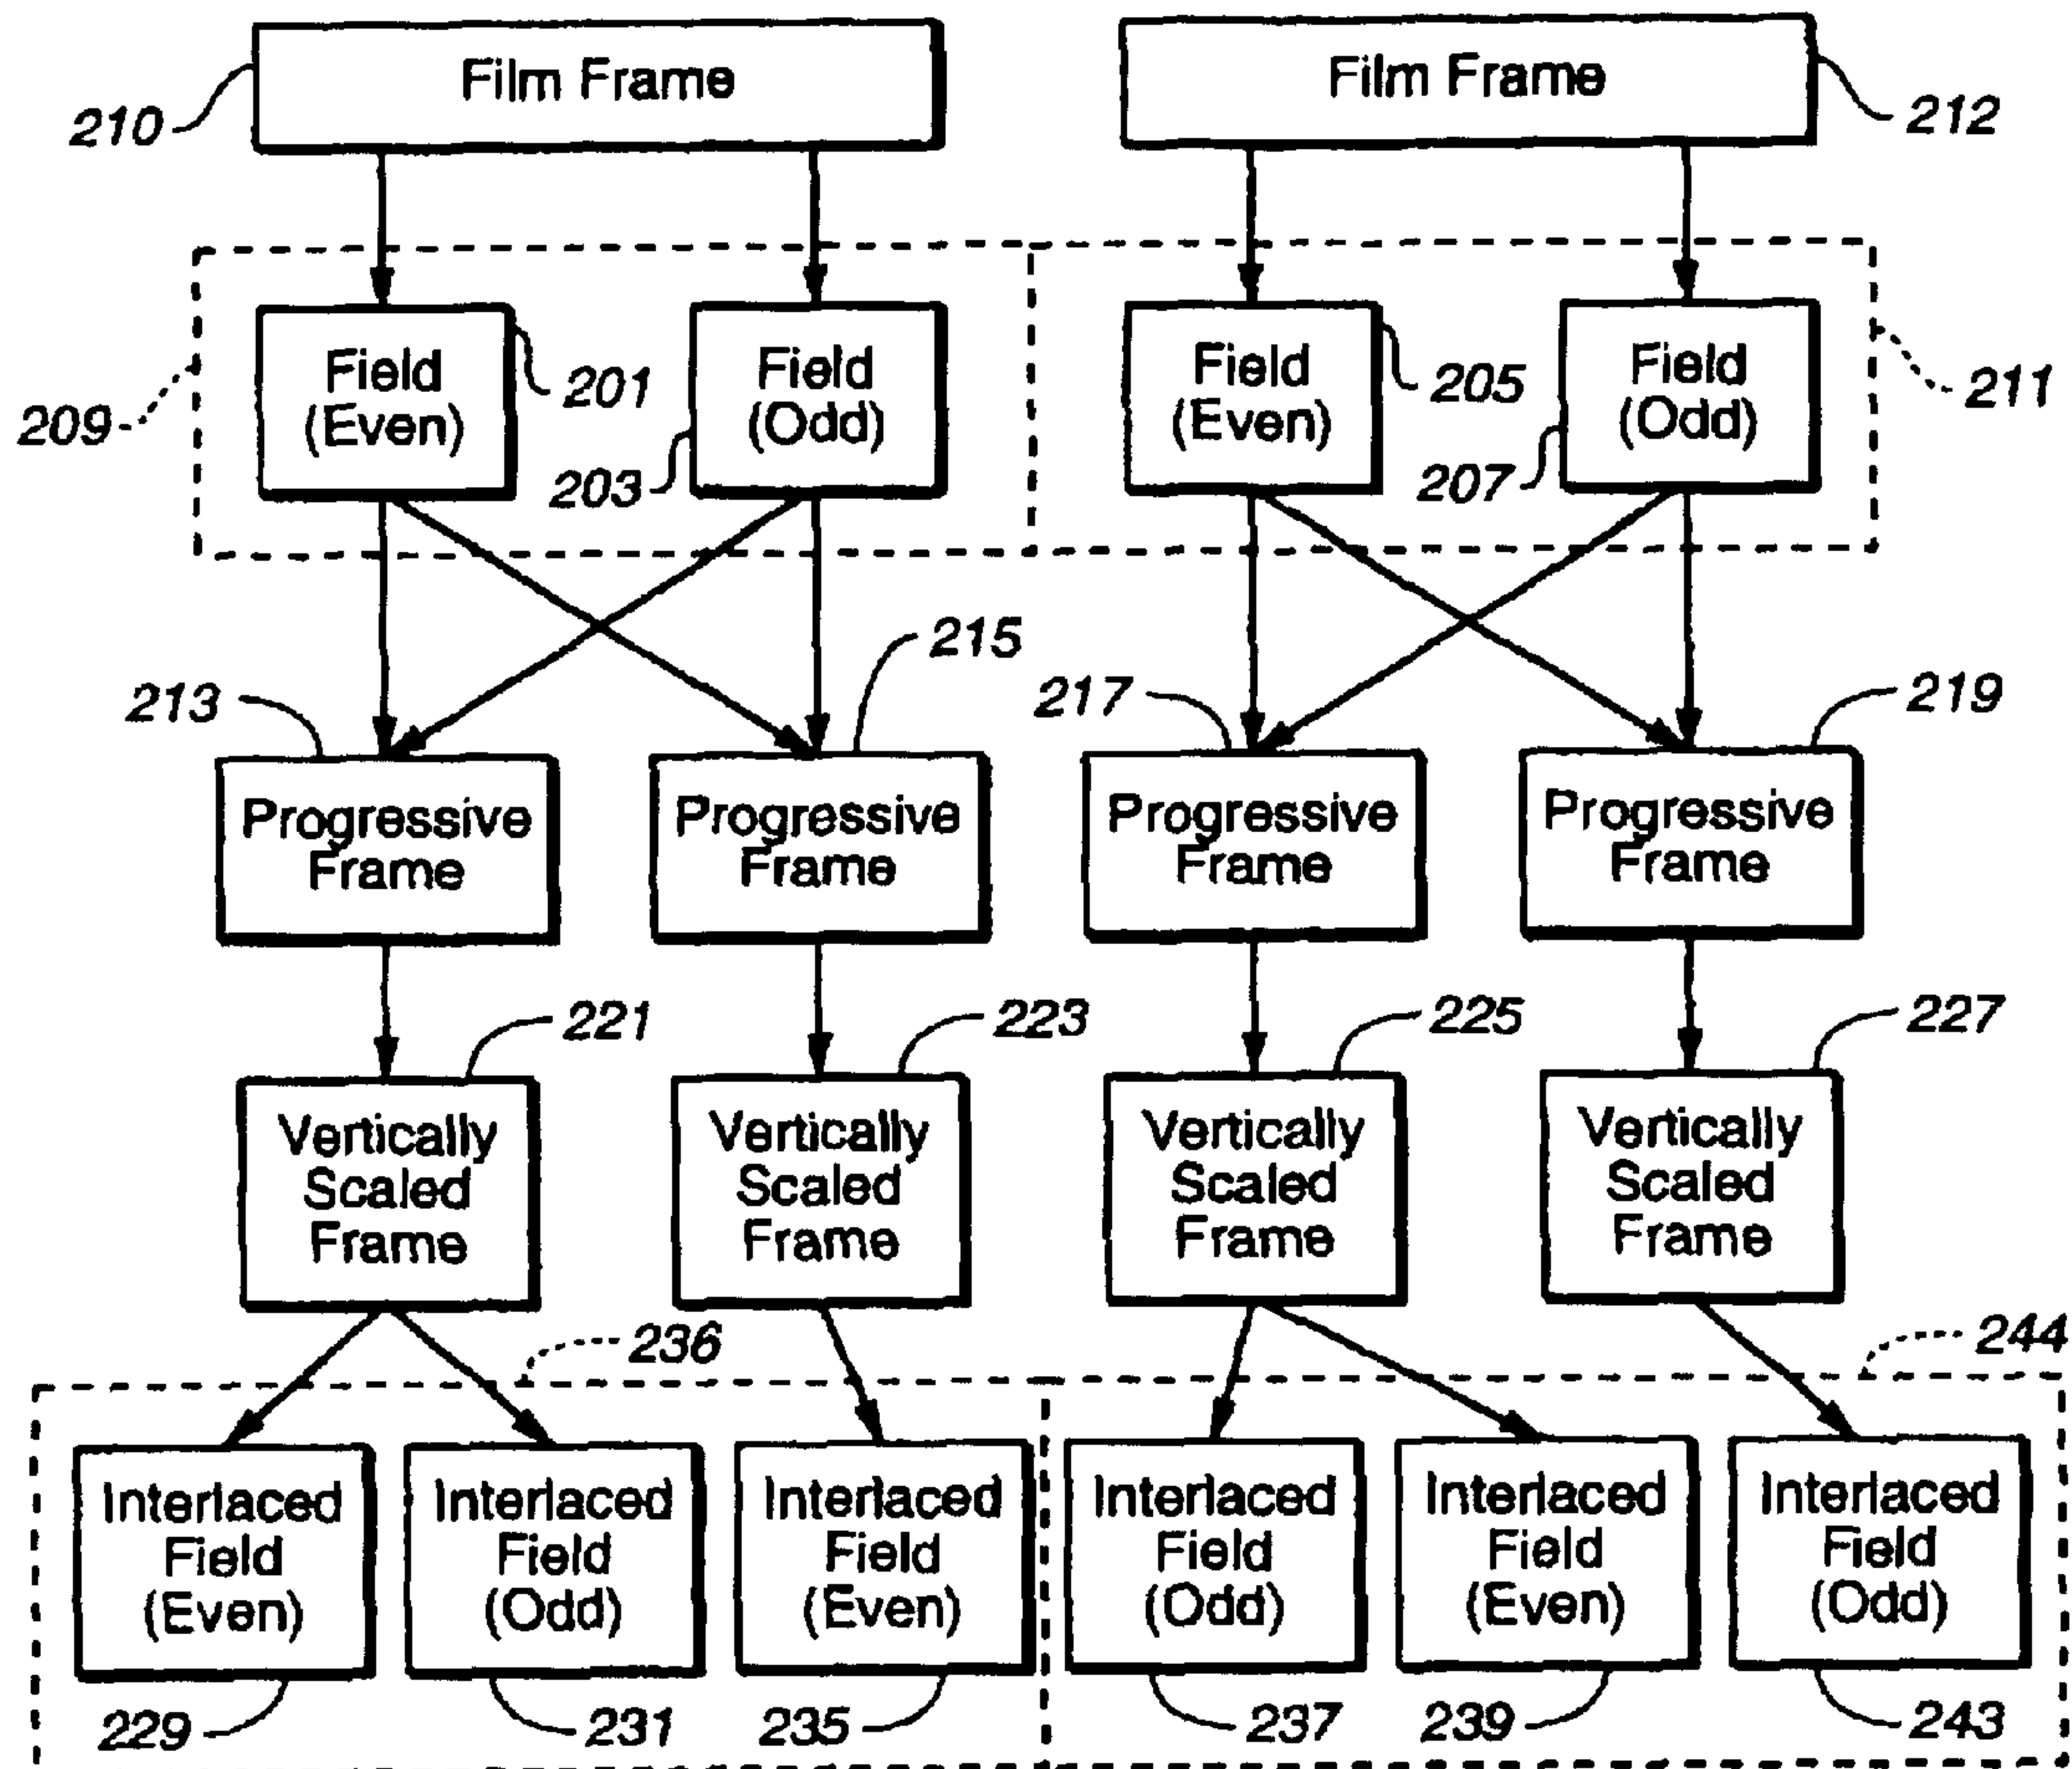 Film Frame
Film Frame
210
212
Field
(Even)
201
Field
(Odd)
203
Field
(Even)
205
Field
(Odd)
207
209
211
213
215
217
219
Progressive
Frame
Progressive
Frame
Progressive
Frame
Progressive
Frame
221
223
225
227
Vertically
Scaled
Frame
Vertically
Scaled
Frame
Vertically
Scaled
Frame
Vertically
Scaled
Frame
236
244
Interlaced
Field
(Even)
Interlaced
Field
(Odd)
Interlaced
Field
(Even)
Interlaced
Field
(Odd)
Interlaced
Field
(Even)
Interlaced
Field
(Odd)
229
231
235
237
239
243